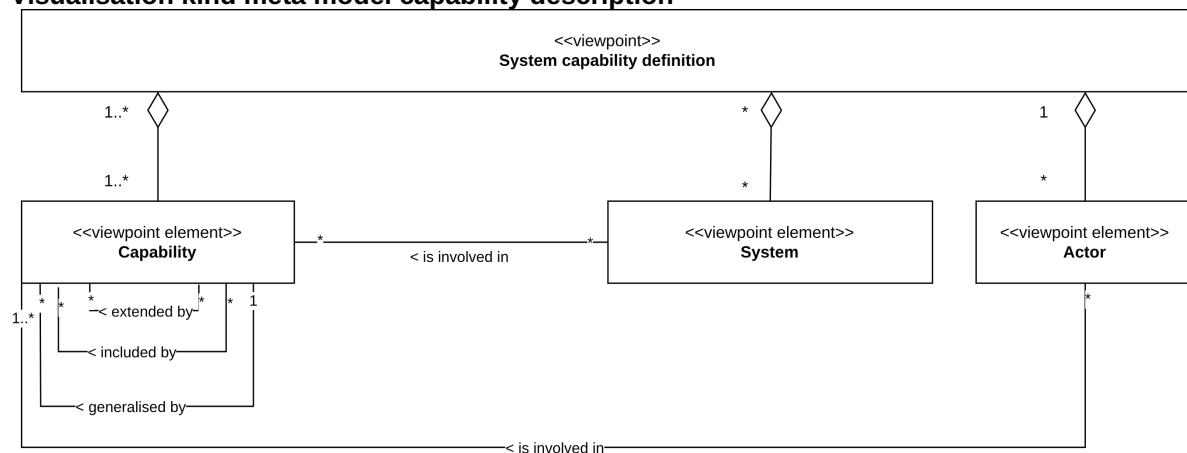 Visualisation kind meta model capability description
<<viewpoint>>
System capability definition
1..*
*
1
1..*
*
*
<<viewpoint element>>
Capability
<<viewpoint element>>
System
<<viewpoint element>>
Actor
*
*
< is involved in
*
*
*
*
*
1
*
1..*
< extended by
< included by
< generalised by
< is involved in